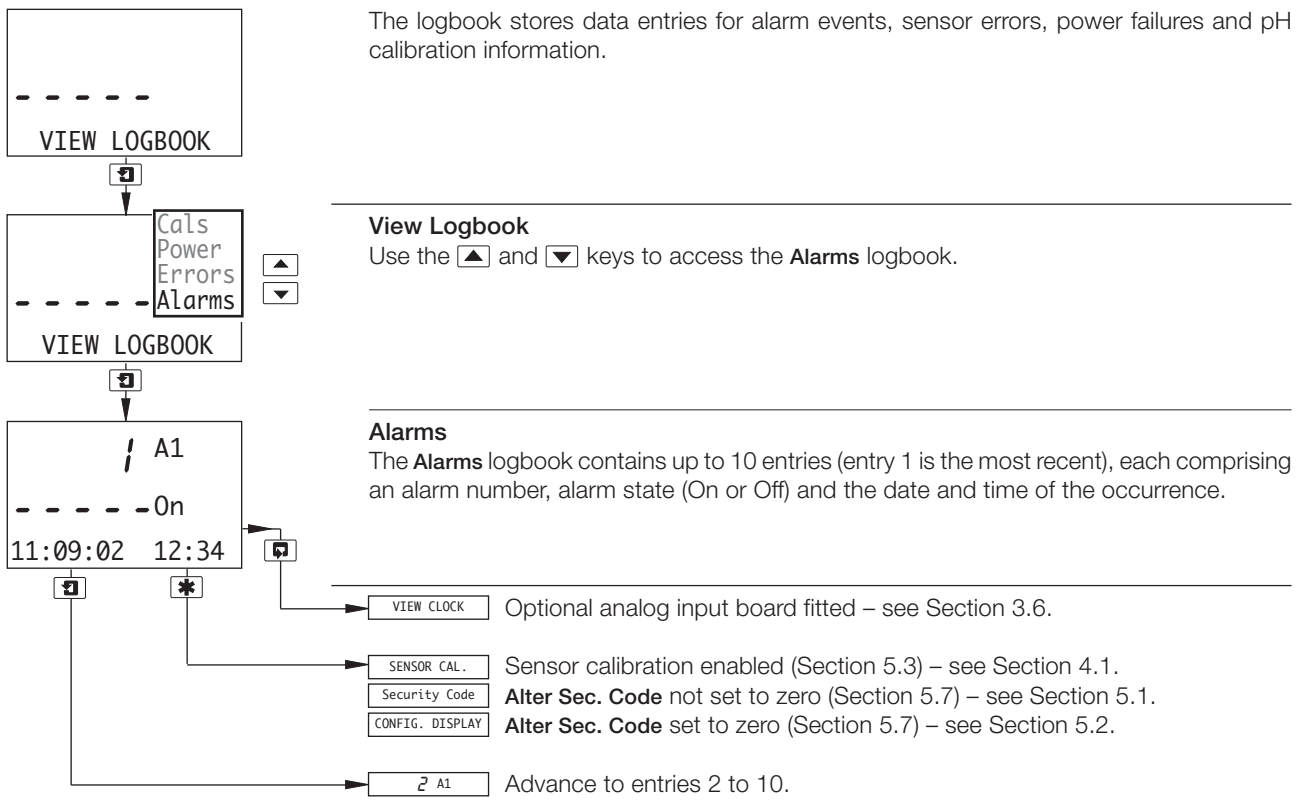 The logbook stores data entries for alarm events, sensor errors, power failures and pH
calibration information.
- - - - -
VIEW LOGBOOK
Cals
Power
Errors
- - - - - Alarms
VIEW LOGBOOK
View Logbook
Use the ▲ and ▼ keys to access the Alarms logbook.
1 A1
- - - - - On
11:09:02 12:34
Alarms
The Alarms logbook contains up to 10 entries (entry 1 is the most recent), each comprising
an alarm number, alarm state (On or Off) and the date and time of the occurrence.
VIEW CLOCK Optional analog input board fitted – see Section 3.6.
SENSOR CAL. Sensor calibration enabled (Section 5.3) – see Section 4.1.
Security Code Alter Sec. Code not set to zero (Section 5.7) – see Section 5.1.
CONFIG. DISPLAY Alter Sec. Code set to zero (Section 5.7) – see Section 5.2.
2 A1 Advance to entries 2 to 10.